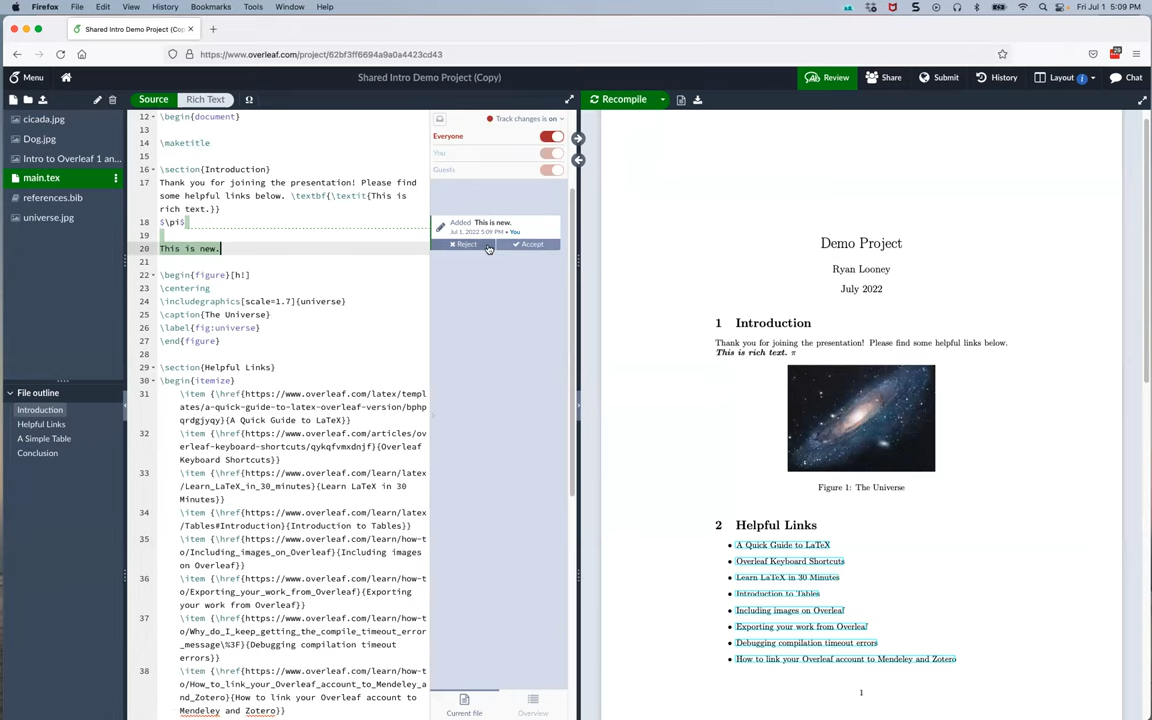 Firefox File Edit View History Bookmarks Tools Window Help Fri Jul 1 5:09 PM
Shared Intro Demo Project (Cop
https://www.overleaf.com/project/62bf3ff6694a9a0a4423cd43
Menu Shared Intro Demo Project (Copy) Review Share Submit History Layout Chat
Source Rich Text Ω Recompile
cicada.jpg
Dog.jpg
Intro to Overleaf 1 an...
main.tex
references.bib
universe.jpg
File outline
Introduction
Helpful Links
A Simple Table
Conclusion
12 \begin{document}
13
14 \maketitle
15
16 \section{Introduction}
17 Thank you for joining the presentation! Please find
some helpful links below. \textbf{\textit{This is
rich text.}}
18 $\pi$
19
20 This is new.
21
22 \begin{figure}[h!]
23 \centering
24 \includegraphics[scale=1.7]{universe}
25 \caption{The Universe}
26 \label{fig:universe}
27 \end{figure}
28
29 \section{Helpful Links}
30 \begin{itemize}
31 \item {\href{https://www.overleaf.com/latex/templ
ates/a-quick-guide-to-latex-overleaf-version/bphp
qrdgjyqy}{A Quick Guide to LaTeX}}
32 \item {\href{https://www.overleaf.com/articles/ov
erleaf-keyboard-shortcuts/qykqfvmxdnjf}{Overleaf
Keyboard Shortcuts}}
33 \item {\href{https://www.overleaf.com/learn/latex
/Learn_LaTeX_in_30_minutes}{Learn LaTeX in 30
Minutes}}
34 \item {\href{https://www.overleaf.com/learn/latex
/Tables#Introduction}{Introduction to Tables}}
35 \item {\href{https://www.overleaf.com/learn/how-t
o/Including_images_on_Overleaf}{Including images
on Overleaf}}
36 \item {\href{https://www.overleaf.com/learn/how-t
o/Exporting_your_work_from_Overleaf}{Exporting
your work from Overleaf}}
37 \item {\href{https://www.overleaf.com/learn/how-t
o/Why_do_I_keep_getting_the_compile_timeout_error
_message\%3F}{Debugging compilation timeout
errors}}
38 \item {\href{https://www.overleaf.com/learn/how-t
o/How_to_link_your_Overleaf_account_to_Mendeley_a
nd_Zotero}{How to link your Overleaf account to
Mendeley and Zotero}}
Track changes is on
Everyone
You
Guests
Added This is new.
Jul 1, 2022 5:09 PM • You
Reject Accept
Current file Overview
Demo Project
Ryan Looney
July 2022
1 Introduction
Thank you for joining the presentation! Please find some helpful links below.
This is rich text. π
Figure 1: The Universe
2 Helpful Links
• A Quick Guide to LaTeX
• Overleaf Keyboard Shortcuts
• Learn LaTeX in 30 Minutes
• Introduction to Tables
• Including images on Overleaf
• Exporting your work from Overleaf
• Debugging compilation timeout errors
• How to link your Overleaf account to Mendeley and Zotero
1